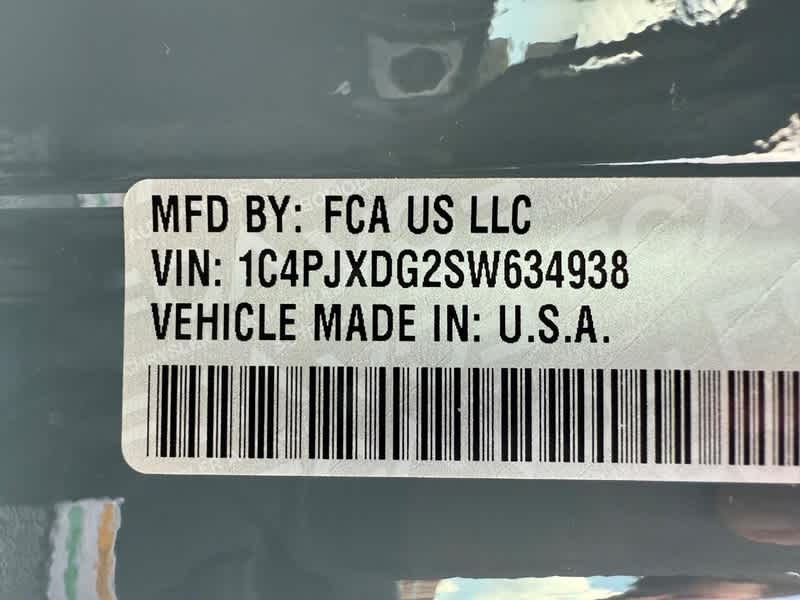 MFD BY: FCA US LLC
VIN: 1C4PJXDG2SW634938
VEHICLE MADE IN: U.S.A.